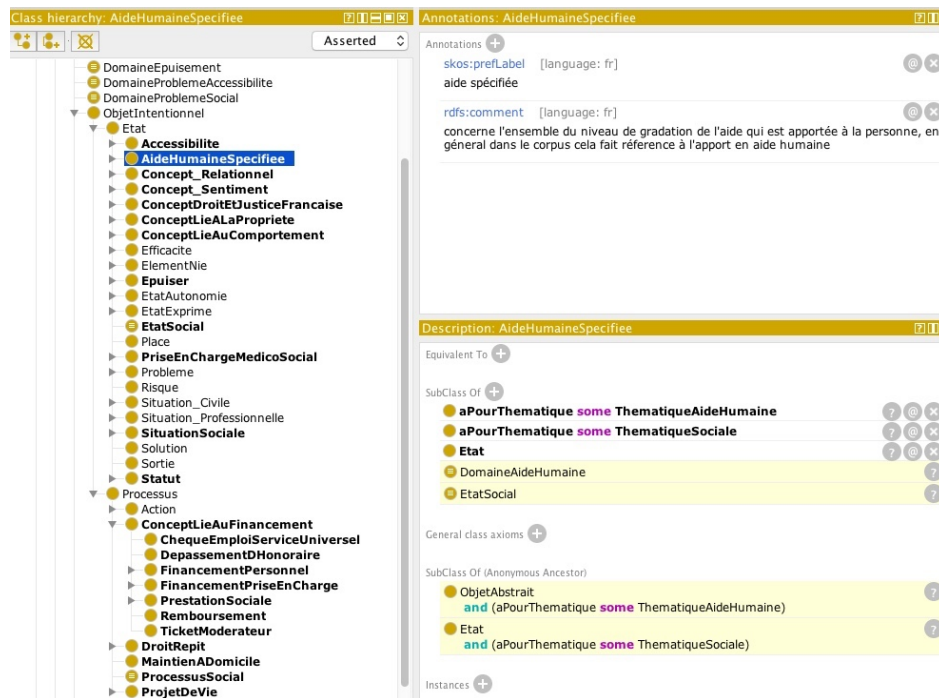 Class hierarchy: AideHumaineSpecifiee
Asserted
DomaineEpuisement
DomaineProblemeAccessibilite
DomaineProblemeSocial
ObjetIntentionnel
Etat
Accessibilite
AideHumaineSpecifiee
Concept_Relationnel
Concept_Sentiment
ConceptDroitEtJusticeFrancaise
ConceptLieALaPropriete
ConceptLieAuComportement
Efficacite
ElementNie
Epuiser
EtatAutonomie
EtatExprime
EtatSocial
Place
PriseEnChargeMedicoSocial
Probleme
Risque
Situation_Civile
Situation_Professionnelle
SituationSociale
Solution
Sortie
Statut
Processus
Action
ConceptLieAuFinancement
ChequeEmploiServiceUniversel
DepassementDHonoraire
FinancementPersonnel
FinancementPriseEnCharge
PrestationSociale
Remboursement
TicketModerateur
DroitRepit
MaintienADomicile
ProcessusSocial
ProjetDeVie
Annotations: AideHumaineSpecifiee
Annotations
skos:prefLabel [language: fr]
aide spécifiée
rdfs:comment [language: fr]
concerne l'ensemble du niveau de gradation de l'aide qui est apportée à la personne, en
géneral dans le corpus cela fait réference à l'apport en aide humaine
Description: AideHumaineSpecifiee
Equivalent To
SubClass Of
aPourThematique some ThematiqueAideHumaine
aPourThematique some ThematiqueSociale
Etat
DomaineAideHumaine
EtatSocial
General class axioms
SubClass Of (Anonymous Ancestor)
ObjetAbstrait
and (aPourThematique some ThematiqueAideHumaine)
Etat
and (aPourThematique some ThematiqueSociale)
Instances